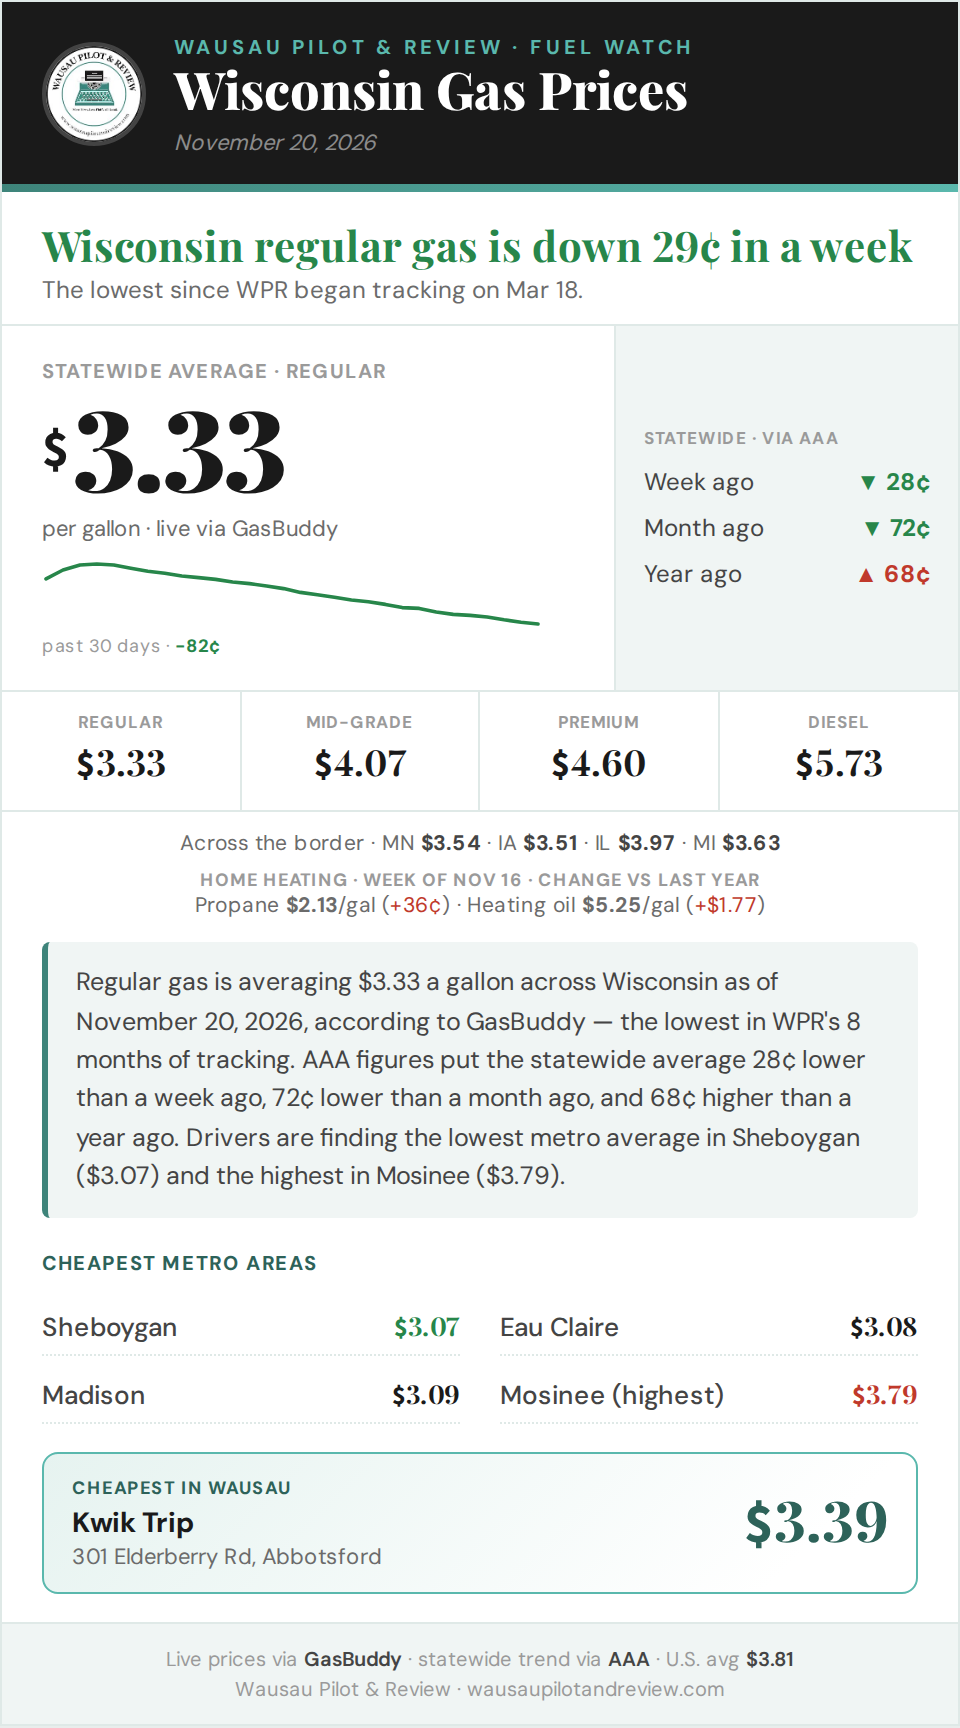 WAUSAU PILOT & REVIEW
WAUSAU PILOT & REVIEW · FUEL WATCH
Wisconsin Gas Prices
November 20, 2026
Wisconsin regular gas is down 29¢ in a week
The lowest since WPR began tracking on Mar 18.
STATEWIDE AVERAGE · REGULAR
$3.33
per gallon · live via GasBuddy
past 30 days · -82¢
STATEWIDE · VIA AAA
Week ago ▼ 28¢
Month ago ▼ 72¢
Year ago ▲ 68¢
REGULAR MID-GRADE PREMIUM DIESEL
$3.33 $4.07 $4.60 $5.73
Across the border · MN $3.54 · IA $3.51 · IL $3.97 · MI $3.63
HOME HEATING · WEEK OF NOV 16 · CHANGE VS LAST YEAR
Propane $2.13/gal (+36¢) · Heating oil $5.25/gal (+$1.77)
Regular gas is averaging $3.33 a gallon across Wisconsin as of
November 20, 2026, according to GasBuddy — the lowest in WPR's 8
months of tracking. AAA figures put the statewide average 28¢ lower
than a week ago, 72¢ lower than a month ago, and 68¢ higher than a
year ago. Drivers are finding the lowest metro average in Sheboygan
($3.07) and the highest in Mosinee ($3.79).
CHEAPEST METRO AREAS
Sheboygan $3.07 Eau Claire $3.08
Madison $3.09 Mosinee (highest) $3.79
CHEAPEST IN WAUSAU
Kwik Trip
301 Elderberry Rd, Abbotsford
$3.39
Live prices via GasBuddy · statewide trend via AAA · U.S. avg $3.81
Wausau Pilot & Review · wausaupilotandreview.com